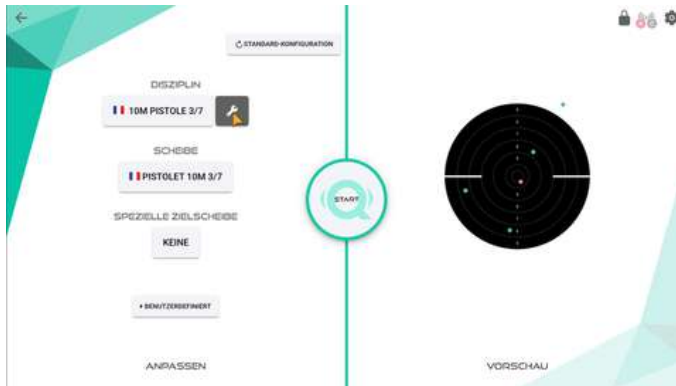 STANDARD-KONFIGURATION
DISZIPLIN
10M PISTOLE 3/7
SCHEIBE
PISTOLET 10M 3/7
SPEZIELLE ZIELSCHEIBE
KEINE
START
+ BENUTZERDEFINIERT
ANPASSEN
VORSCHAU